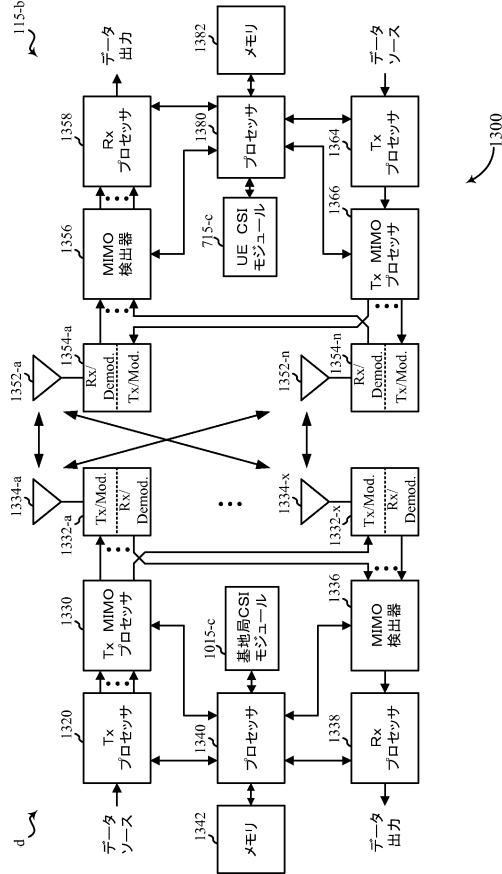 d
115-b
データ
ソース
1320
Tx
プロセッサ
1330
Tx MIMO
プロセッサ
1332-a
Tx/Mod.
Rx/
Demod.
1334-a
1352-a
1354-a
Rx/
Demod.
Tx/Mod.
1356
MIMO
検出器
1358
Rx
プロセッサ
データ
出力
1342
メモリ
1340
プロセッサ
1015-c
基地局CSI
モジュール
715-c
UE CSI
モジュール
1380
プロセッサ
1382
メモリ
データ
出力
1338
Rx
プロセッサ
1336
MIMO
検出器
1332-x
Tx/Mod.
Rx/
Demod.
1334-x
1352-n
1354-n
Rx/
Demod.
Tx/Mod.
1366
Tx MIMO
プロセッサ
1364
Tx
プロセッサ
データ
ソース
1300